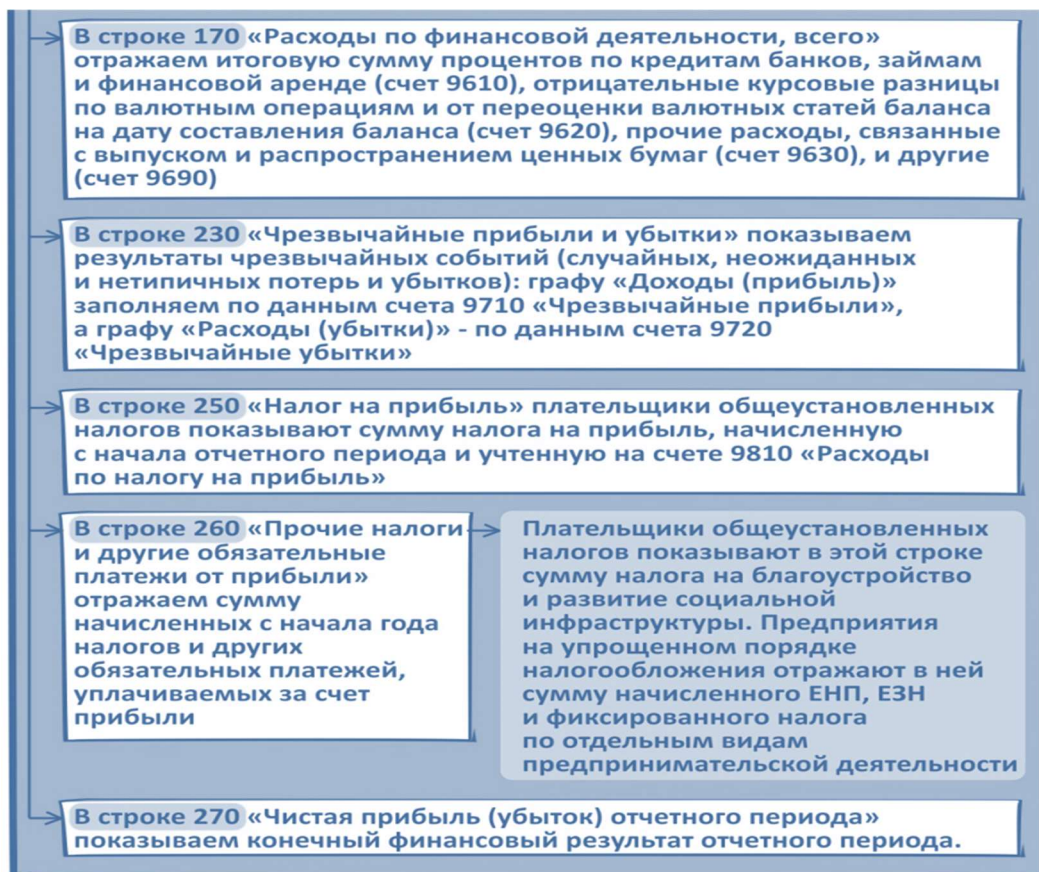 В строке 170 «Расходы по финансовой деятельности, всего»
отражаем итоговую сумму процентов по кредитам банков, займам
и финансовой аренде (счет 9610), отрицательные курсовые разницы
по валютным операциям и от переоценки валютных статей баланса
на дату составления баланса (счет 9620), прочие расходы, связанные
с выпуском и распространением ценных бумаг (счет 9630), и другие
(счет 9690)
В строке 230 «Чрезвычайные прибыли и убытки» показываем
результаты чрезвычайных событий (случайных, неожиданных
и нетипичных потерь и убытков): графу «Доходы (прибыль)»
заполняем по данным счета 9710 «Чрезвычайные прибыли»,
а графу «Расходы (убытки)» - по данным счета 9720
«Чрезвычайные убытки»
В строке 250 «Налог на прибыль» плательщики общеустановленных
налогов показывают сумму налога на прибыль, начисленную
с начала отчетного периода и учтенную на счете 9810 «Расходы
по налогу на прибыль»
В строке 260 «Прочие налоги
и другие обязательные
платежи от прибыли»
отражаем сумму
начисленных с начала года
налогов и других
обязательных платежей,
уплачиваемых за счет
прибыли
Плательщики общеустановленных
налогов показывают в этой строке
сумму налога на благоустройство
и развитие социальной
инфраструктуры. Предприятия
на упрощенном порядке
налогообложения отражают в ней
сумму начисленного ЕНП, ЕЗН
и фиксированного налога
по отдельным видам
предпринимательской деятельности
В строке 270 «Чистая прибыль (убыток) отчетного периода»
показываем конечный финансовый результат отчетного периода.